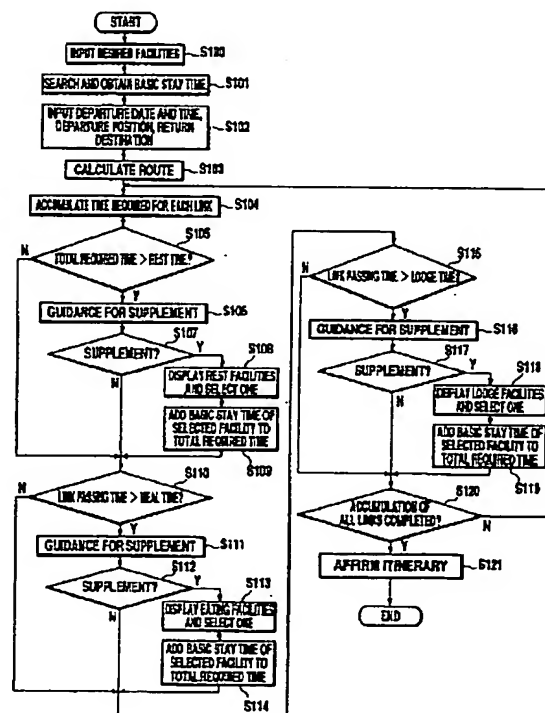 START
INPUT DESIRED FACILITIES
S100
SEARCH AND OBTAIN BASIC STAY TIME
S101
INPUT DEPARTURE DATE AND TIME,
DEPARTURE POSITION, RETURN
DESTINATION
S102
CALCULATE ROUTE
S103
ACCUMULATE TIME REQUIRED FOR EACH LINK
S104
S105
N
TOTAL REQUIRED TIME > REST TIME?
Y
GUIDANCE FOR SUPPLEMENT
S106
S107
SUPPLEMENT?
Y
N
S108
DISPLAY REST FACILITIES
AND SELECT ONE
ADD BASIC STAY TIME OF
SELECTED FACILITY TO
TOTAL REQUIRED TIME
S109
S110
N
LINK PASSING TIME > MEAL TIME?
Y
GUIDANCE FOR SUPPLEMENT
S111
S112
SUPPLEMENT?
Y
N
S113
DISPLAY EATING FACILITIES
AND SELECT ONE
ADD BASIC STAY TIME OF
SELECTED FACILITY TO
TOTAL REQUIRED TIME
S114
S115
N
LINK PASSING TIME > LODGE TIME?
Y
GUIDANCE FOR SUPPLEMENT
S116
S117
SUPPLEMENT?
Y
N
S118
DISPLAY LODGE FACILITIES
AND SELECT ONE
ADD BASIC STAY TIME OF
SELECTED FACILITY TO
TOTAL REQUIRED TIME
S119
S120
ACCUMULATION OF
ALL LINKS COMPLETED?
N
Y
AFFIRM ITINERARY
S121
END